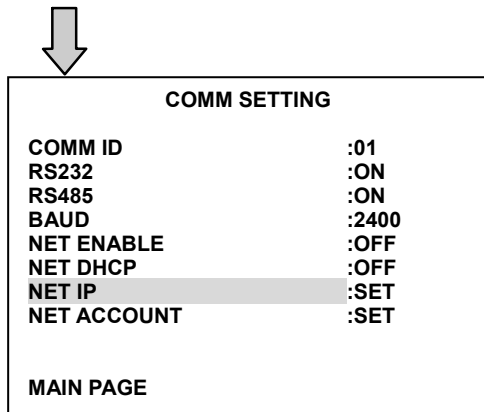 COMM SETTING
COMM ID :01
RS232 :ON
RS485 :ON
BAUD :2400
NET ENABLE :OFF
NET DHCP :OFF
NET IP :SET
NET ACCOUNT :SET
MAIN PAGE